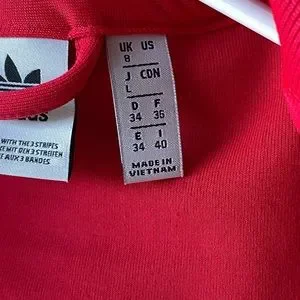 UK US
8
J CDN
L
D F
34 36
E I
34 40
MADE IN
VIETNAM
WITH THE 3 STRIPES
MIT DEN 3 STREIFEN
AUX 3 BANDES